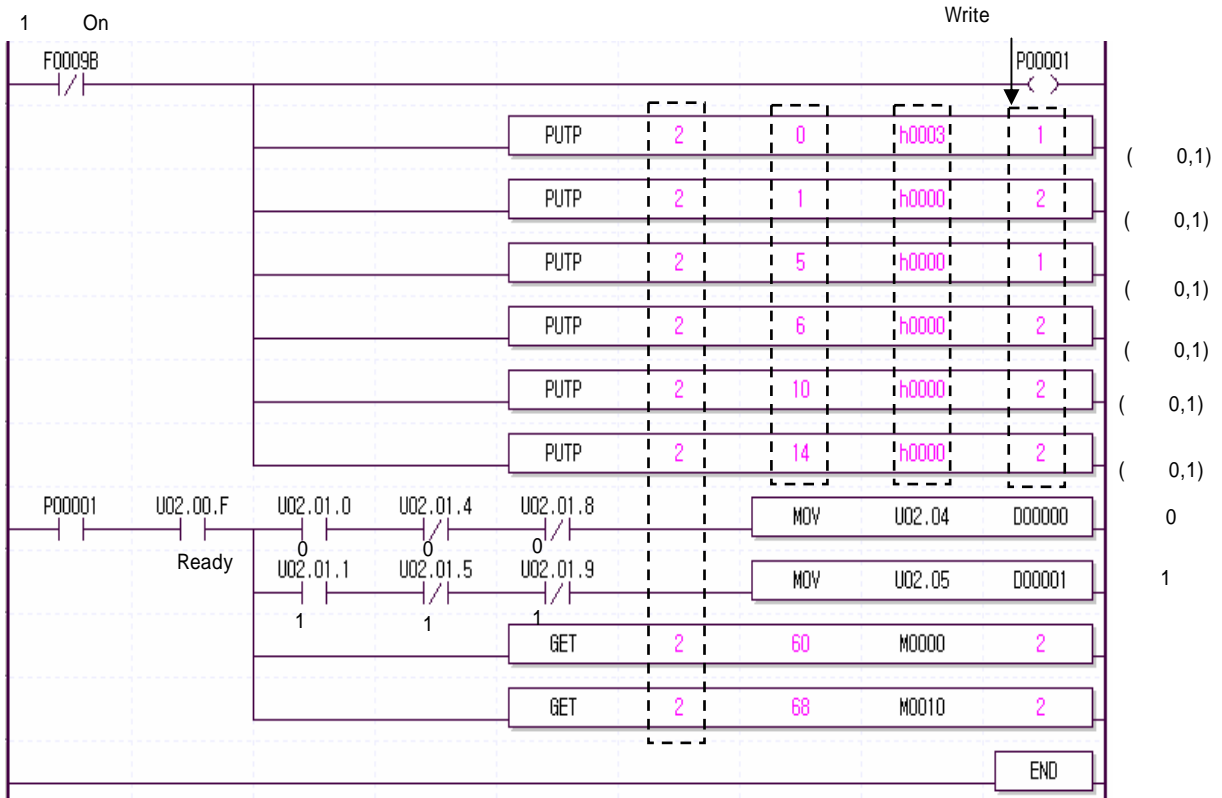 1 On Write
F0009B P00001
PUTP 2 0 h0003 1
( 0,1)
PUTP 2 1 h0000 2
( 0,1)
PUTP 2 5 h0000 1
( 0,1)
PUTP 2 6 h0000 2
( 0,1)
PUTP 2 10 h0000 2
( 0,1)
PUTP 2 14 h0000 2
( 0,1)
P00001 U02.00.F U02.01.0 U02.01.4 U02.01.8 MOV U02.04 D00000 0
Ready 0 0 0
U02.01.1 U02.01.5 U02.01.9 MOV U02.05 D00001 1
1 1 1
GET 2 60 M0000 2
GET 2 68 M0010 2
END